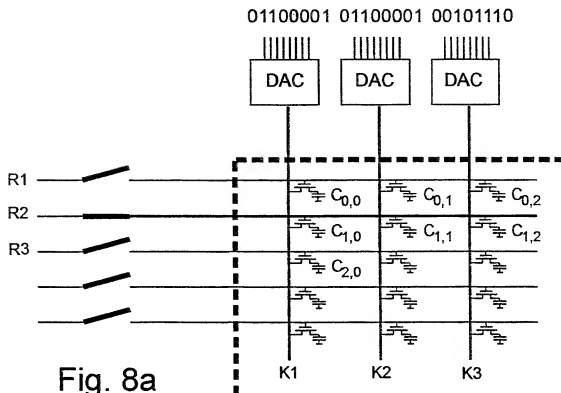 01100001 01100001 00101110
DAC DAC DAC
R1
C0,0 C0,1 C0,2
R2
C1,0 C1,1 C1,2
R3
C2,0
K1 K2 K3
Fig. 8a